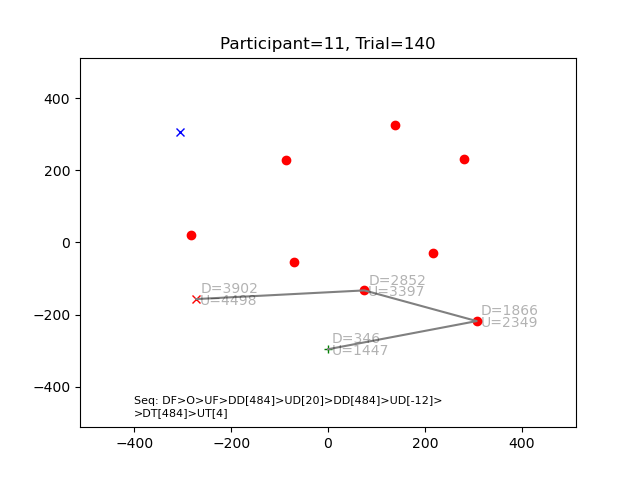 Participant=11, Trial=140
400
200
0
−200
−400
D=3902
U=4498
D=2852
U=3397
D=1866
U=2349
D=346
U=1447
Seq: DF>O>UF>DD[484]>UD[20]>DD[484]>UD[-12]>
>DT[484]>UT[4]
−400 −200 0 200 400